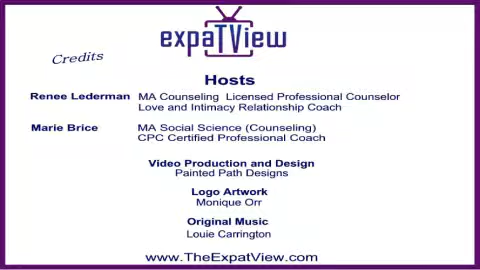 expaTView
Credits
Hosts
Renee Lederman MA Counseling Licensed Professional Counselor
Love and Intimacy Relationship Coach
Marie Brice MA Social Science (Counseling)
CPC Certified Professional Coach
Video Production and Design
Painted Path Designs
Logo Artwork
Monique Orr
Original Music
Louie Carrington
www.TheExpatView.com